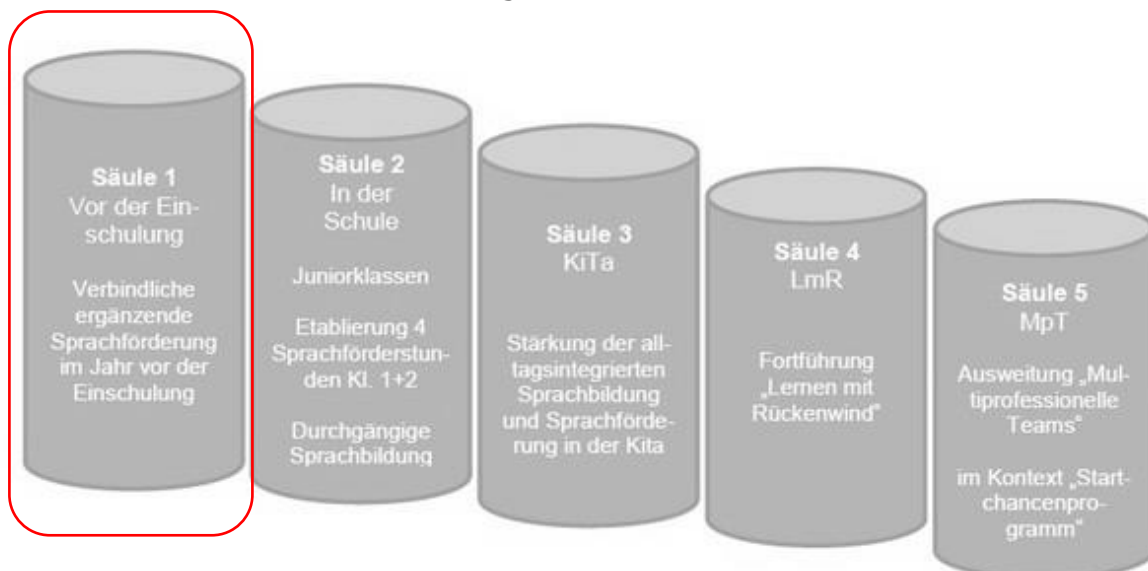 Säule 1
Vor der Ein-
schulung
Verbindliche
ergänzende
Sprachförderung
im Jahr vor der
Einschulung
Säule 2
In der
Schule
Juniorklassen
Etablierung 4
Sprachförderstun-
den Kl. 1+2
Durchgängige
Sprachbildung
Säule 3
KiTa
Stärkung der all-
tagsintegrierten
Sprachbildung
und Sprachförde-
rung in der Kita
Säule 4
LmR
Fortführung
„Lernen mit
Rückenwind“
Säule 5
MpT
Ausweitung „Mul-
tiprofessionelle
Teams“
im Kontext „Start-
chancenpro-
gramm“